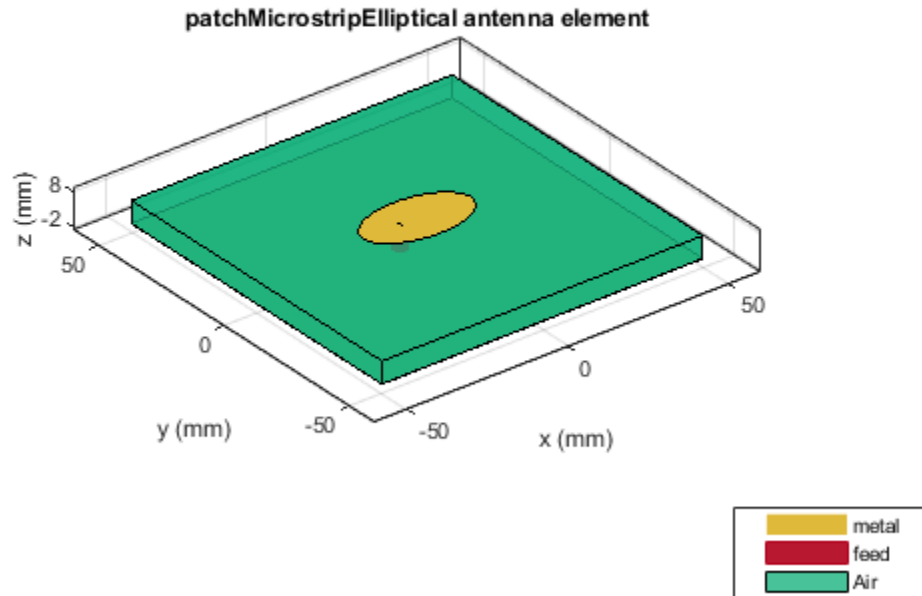 patchMicrostripElliptical antenna element
z (mm)
8
-2
50
0
-50
y (mm)
-50
0
50
x (mm)
metal
feed
Air